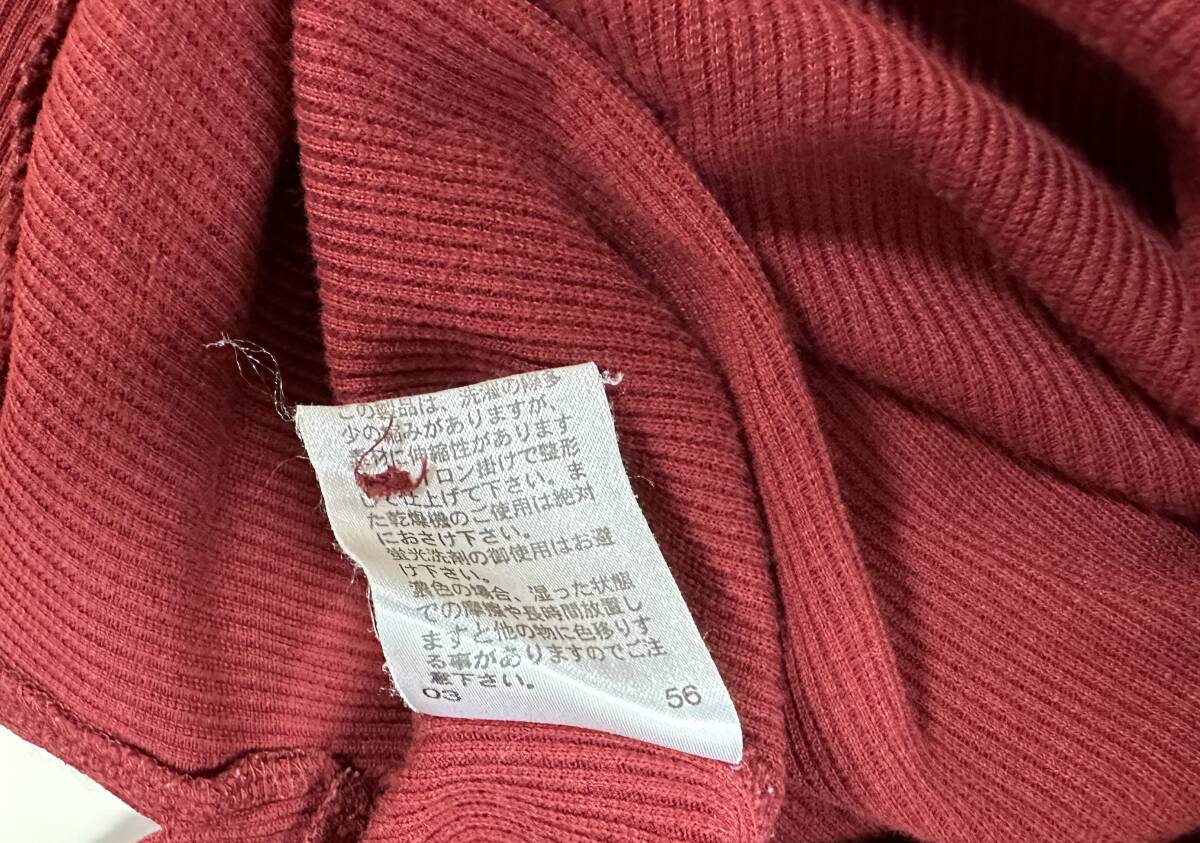 この製品は、洗濯の際多
少の縮みがありますが、
素材に伸縮性があります
イロン掛けで整形
仕上げて下さい。ま
た乾燥機のご使用は絶対
におさけ下さい。
蛍光洗剤の御使用はお避
け下さい。
濃色の場合、湿った状態
での摩擦や長時間放置し
ますと他の物に色移りす
る事がありますのでご注
意下さい。
03 56